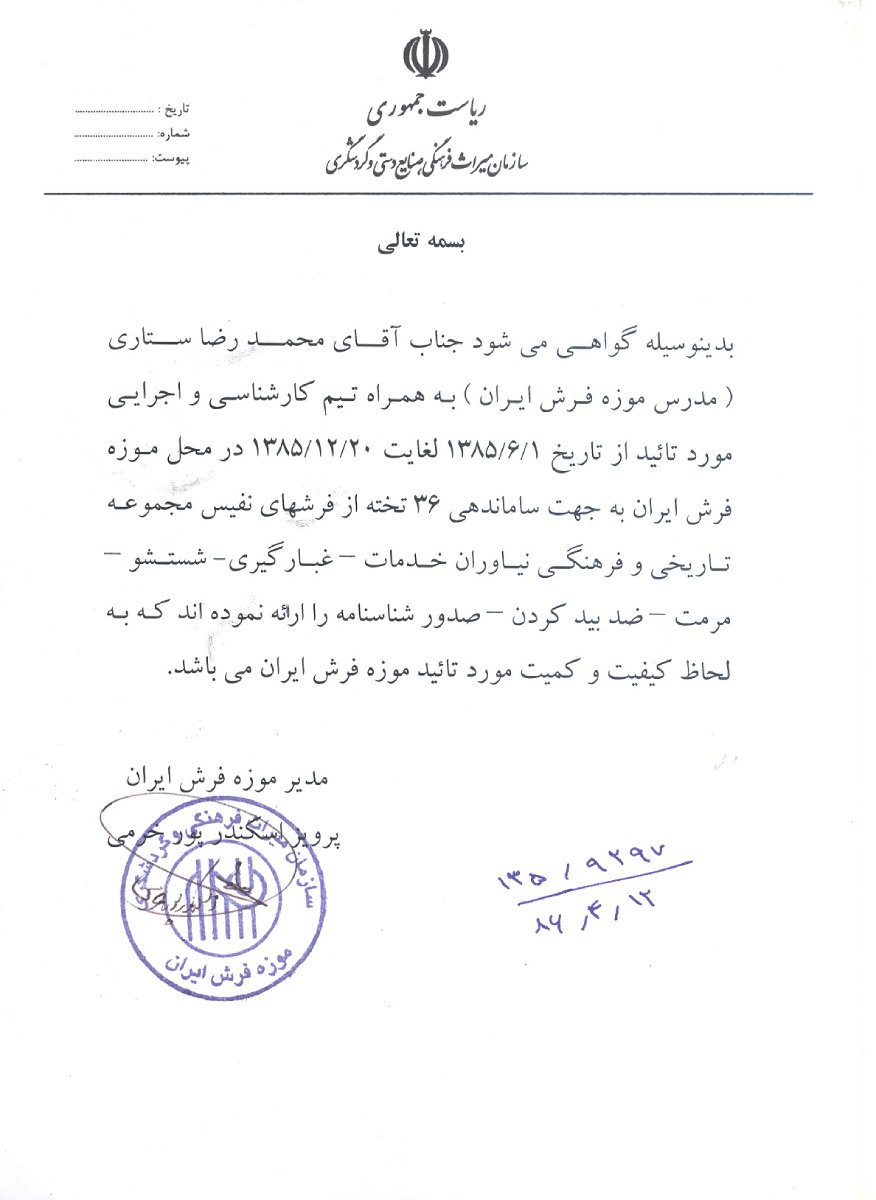 ریاست جمهوری
سازمان میراث فرهنگی، صنایع دستی و گردشگری
تاریخ : ..............................
شماره: ..............................
پیوست: ..............................
بسمه تعالی
بدینوسیله گواهی می شود جناب آقای محمد رضا ستاری
( مدرس موزه فرش ایران ) به همراه تیم کارشناسی و اجرایی
مورد تائید از تاریخ ۱۳۸۵/۶/۱ لغایت ۱۳۸۵/۱۲/۲۰ در محل موزه
فرش ایران به جهت ساماندهی ۳۶ تخته از فرشهای نفیس مجموعه
تاریخی و فرهنگی نیاوران خدمات – غبارگیری- شستشو –
مرمت – ضد بید کردن – صدور شناسنامه را ارائه نموده اند که به
لحاظ کیفیت و کمیت مورد تائید موزه فرش ایران می باشد.
مدیر موزه فرش ایران
پرویز اسکندر پور خرمی
سازمان میراث فرهنگی و گردشگری
موزه فرش ایران
۱۳۵ / ۹۲۹۷
۸۶ / ۴ / ۱۲